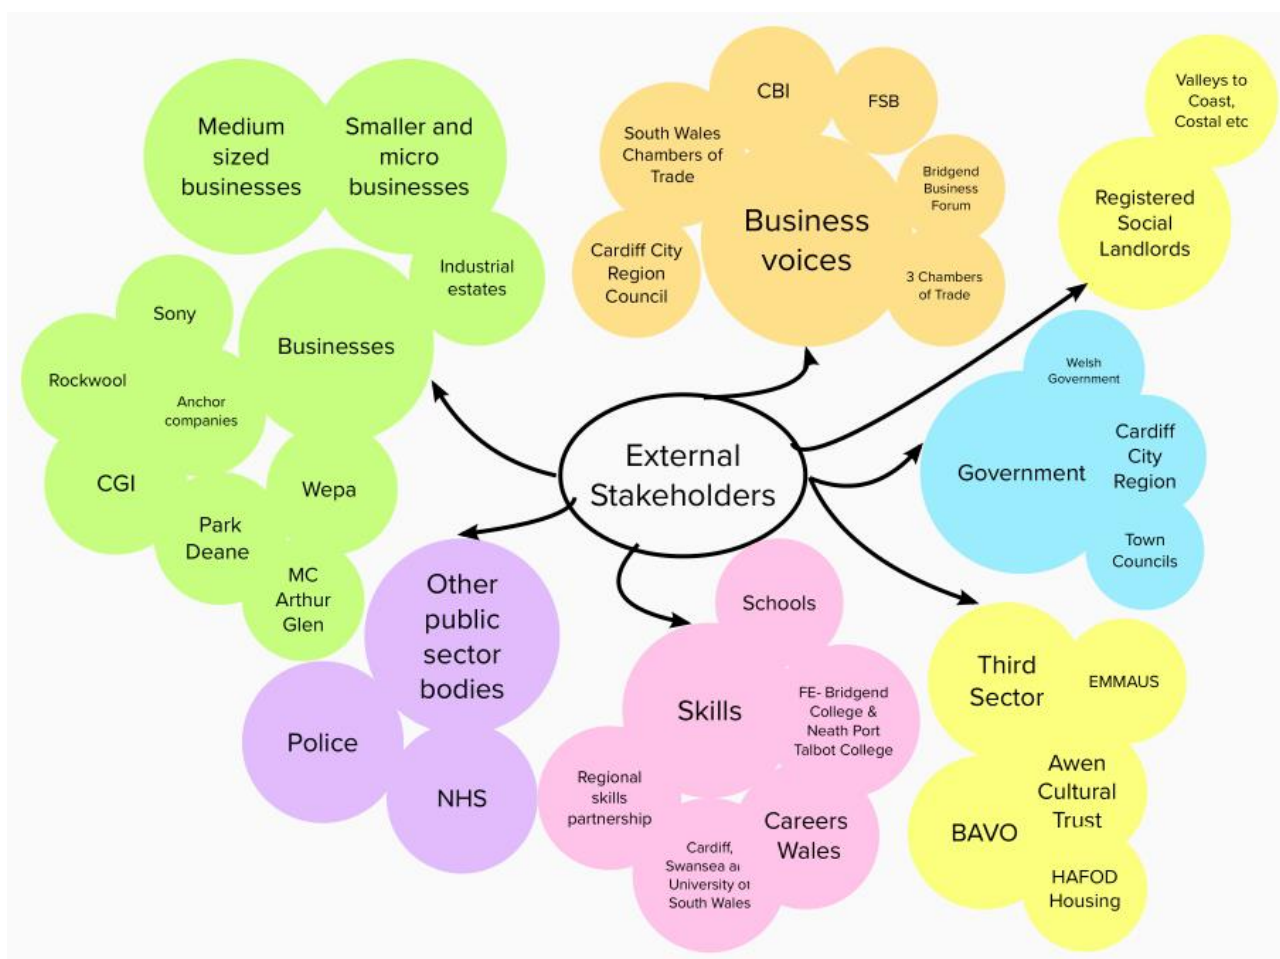 Medium
sized
businesses
Smaller and
micro
businesses
Industrial
estates
Businesses
Sony
Rockwool
Anchor
companies
CGI
Wepa
Park
Deane
MC
Arthur
Glen
CBI
FSB
South Wales
Chambers of
Trade
Bridgend
Business
Forum
Business
voices
Cardiff City
Region
Council
3 Chambers
of Trade
Valleys to
Coast,
Costal etc
Registered
Social
Landlords
External
Stakeholders
Welsh
Government
Government
Cardiff
City
Region
Town
Councils
Other
public
sector
bodies
Police
NHS
Schools
Skills
FE- Bridgend
College &
Neath Port
Talbot College
Regional
skills
partnership
Careers
Wales
Cardiff,
Swansea
University
South Wales
Third
Sector
EMMAUS
Awen
Cultural
Trust
BAVO
HAFOD
Housing